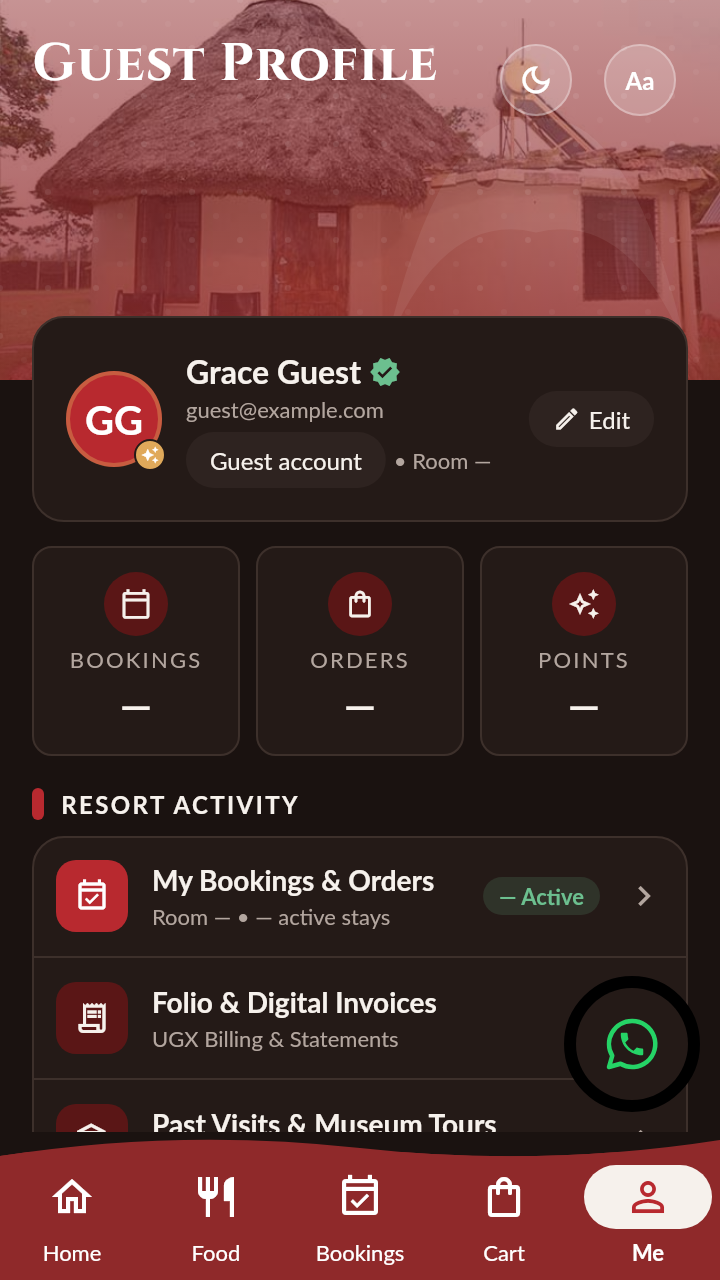 Guest Profile
Aa
GG
Grace Guest
guest@example.com
Edit
Guest account • Room —
BOOKINGS
—
ORDERS
—
POINTS
—
RESORT ACTIVITY
My Bookings & Orders
Room — • — active stays
— Active
Folio & Digital Invoices
UGX Billing & Statements
Past Visits & Museum Tours
Home
Food
Bookings
Cart
Me